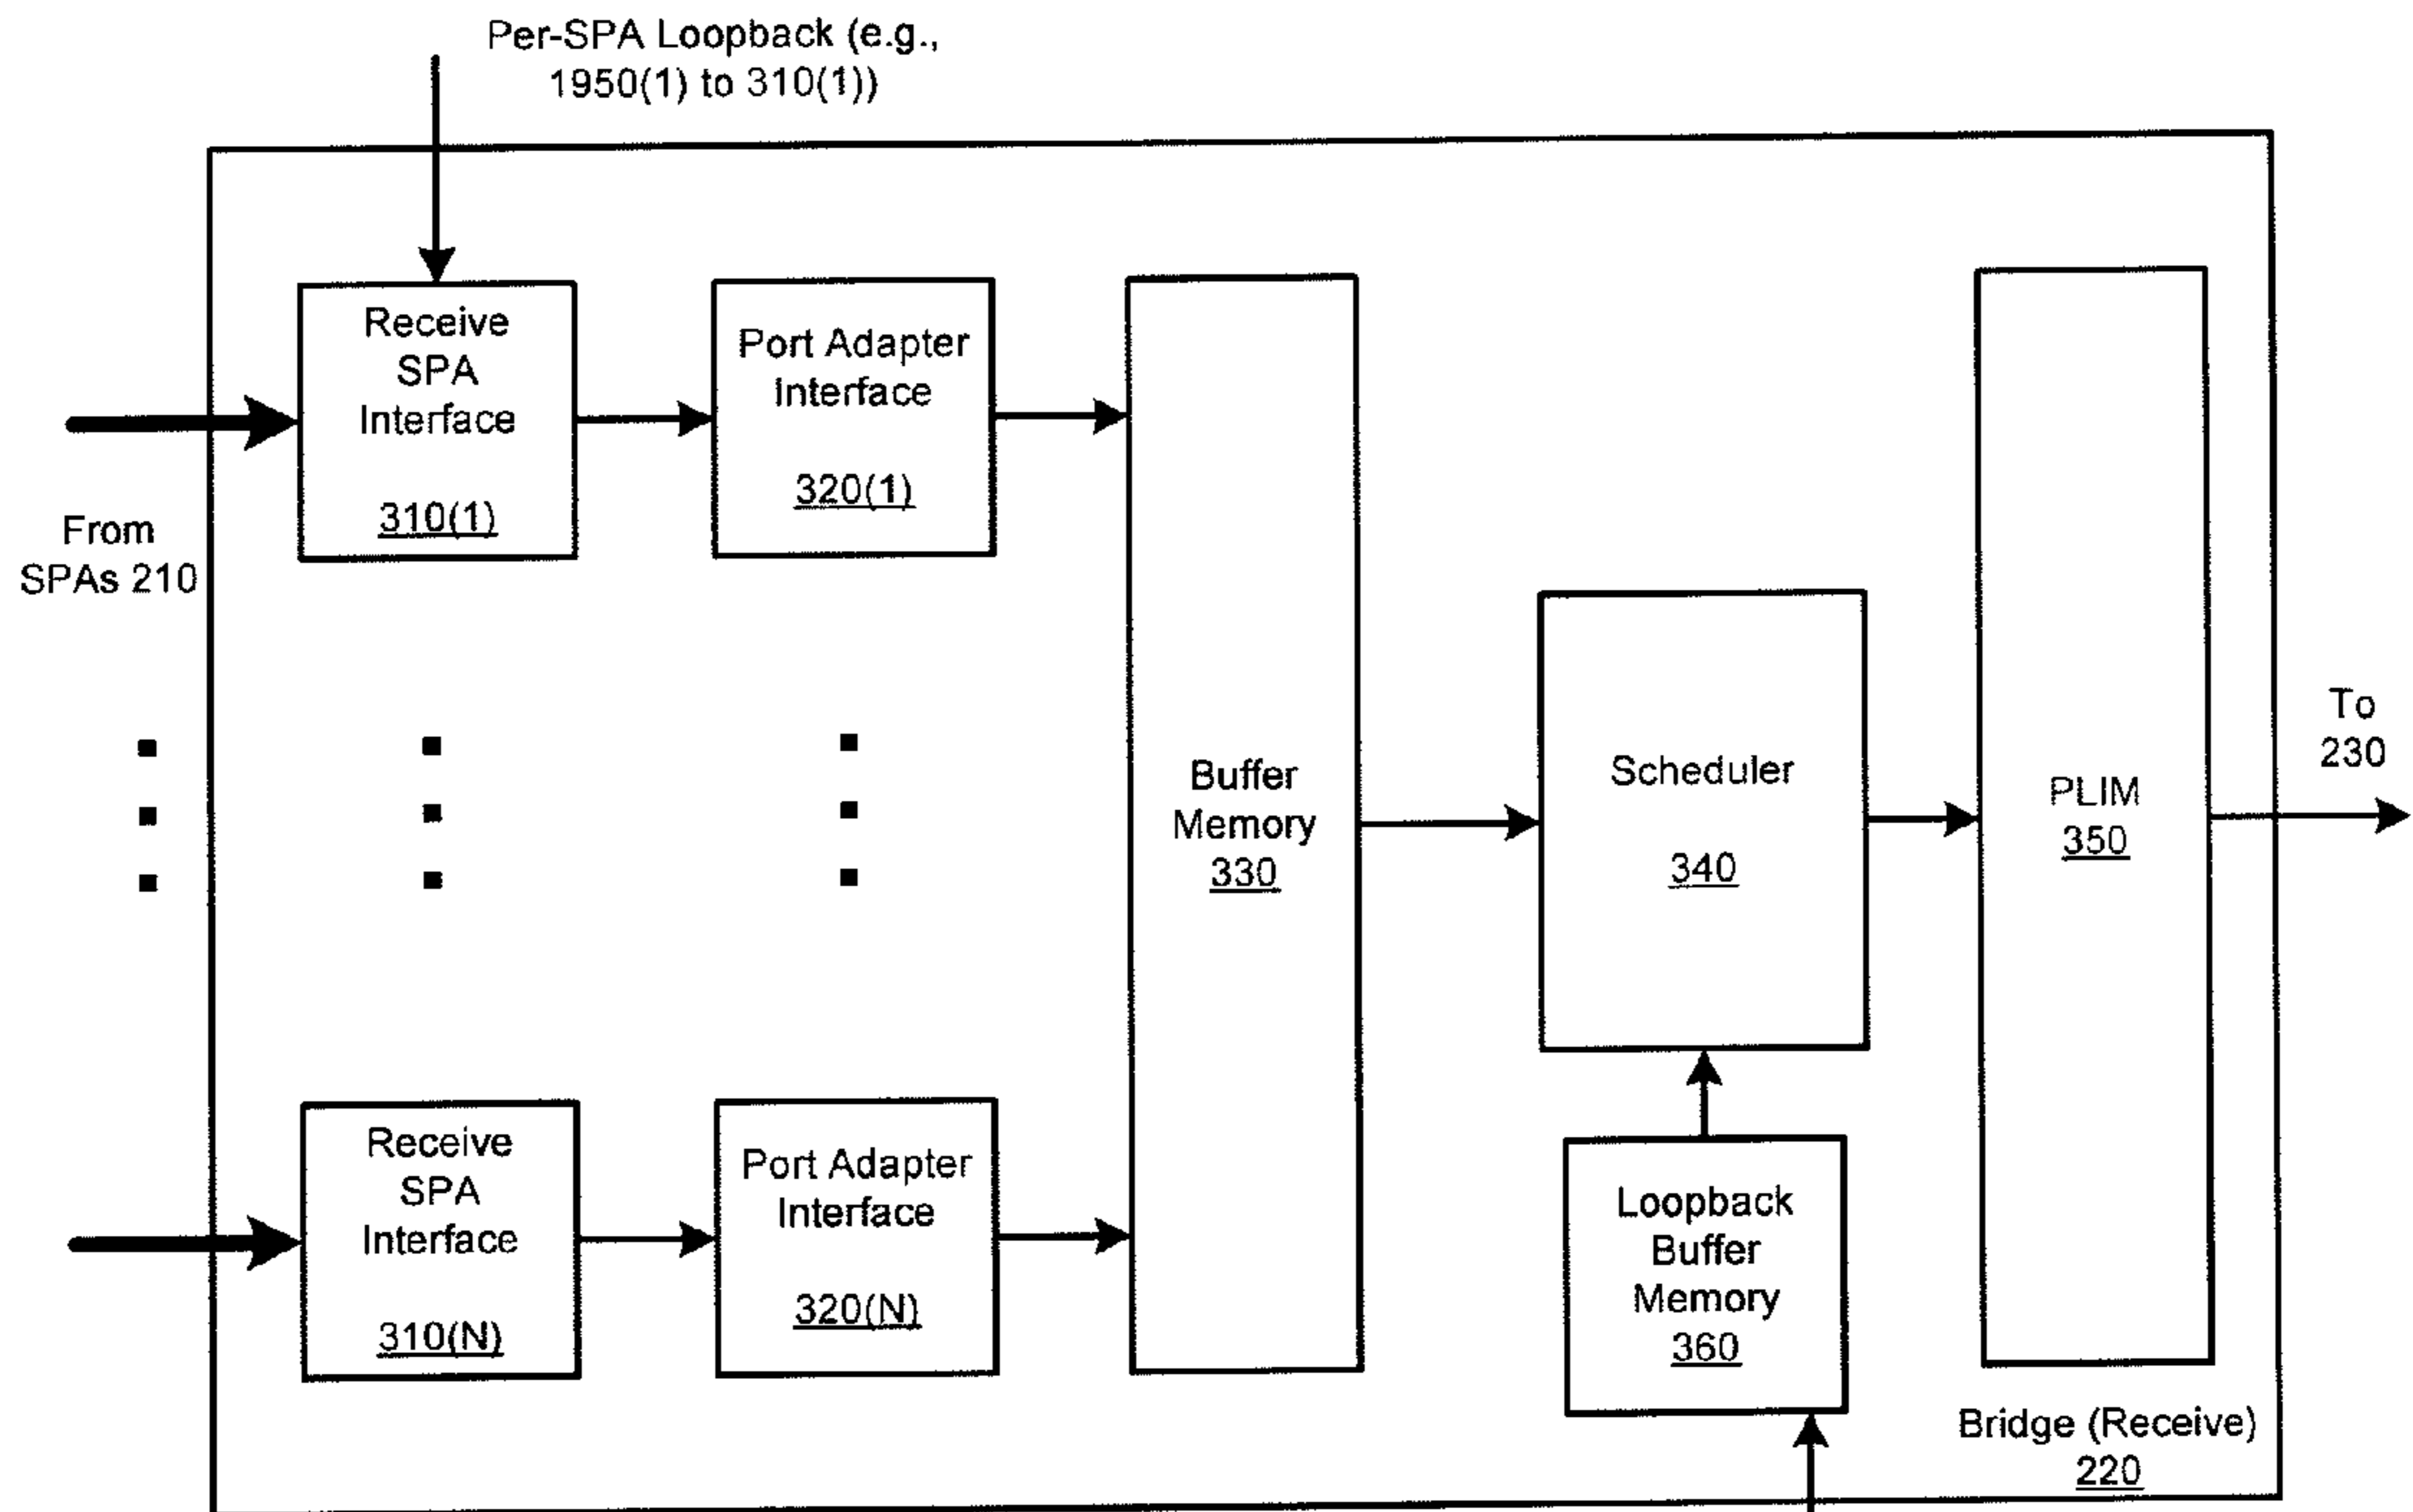 Per-SPA Loopback (e.g.,
1950(1) to 310(1))
Receive
SPA
Interface
310(1)
Port Adapter
Interface
320(1)
From
SPAs 210
Buffer
Memory
330
Scheduler
340
PLIM
350
To
230
Receive
SPA
Interface
310(N)
Port Adapter
Interface
320(N)
Loopback
Buffer
Memory
360
Bridge (Receive)
220